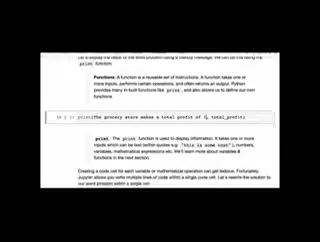 Let's display the result of the word problem using a friendly message. We can do this using the
print function.
Functions: A function is a reusable set of instructions. A function takes one or
more inputs, performs certain operations, and often returns an output. Python
provides many in-built functions like print, and also allows us to define our
own functions.
print(The grocery store makes a total profit of $, total_profit)
print: The print function is used to display information. It takes one or more
inputs which can be text (within quotes e.g. "this is some text"), numbers,
variables, mathematical expressions etc. We'll learn more about variables &
functions in the next section.
Creating a code cell for each variable or mathematical operation can get tedious. Fortunately,
Jupyter allows you write multiple lines of code within a single code cell. Let's rewrite the solution to
our word problem within a single cell